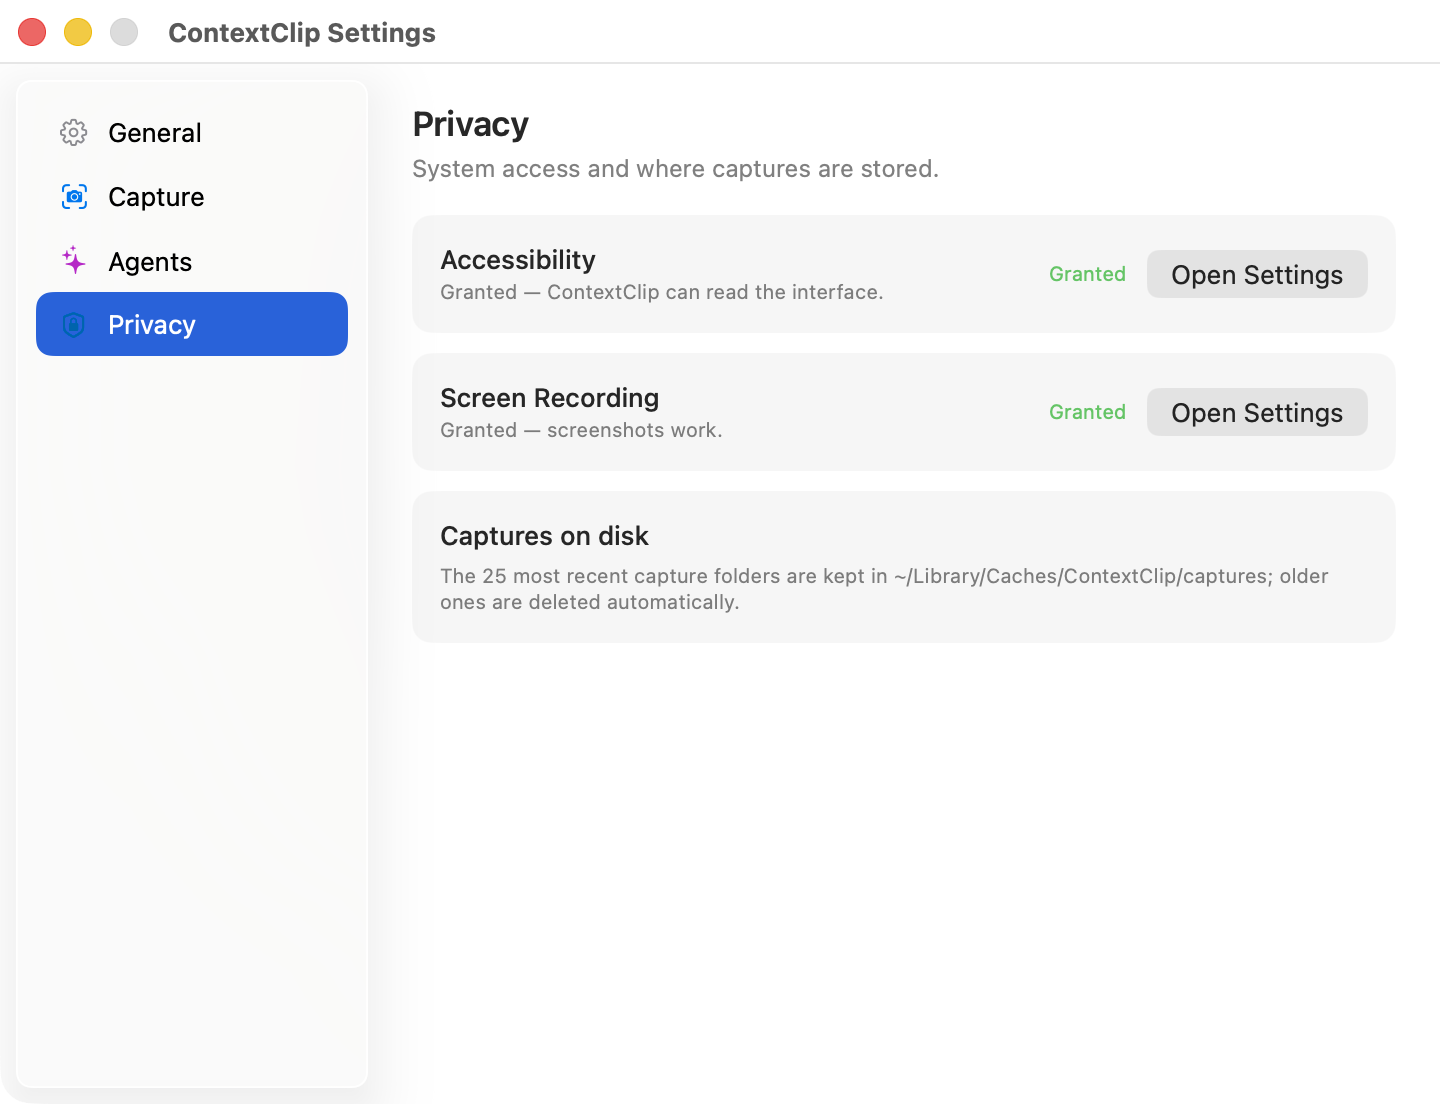 ContextClip Settings
General
Capture
Agents
Privacy
Privacy
System access and where captures are stored.
Accessibility
Granted — ContextClip can read the interface.
Granted
Open Settings
Screen Recording
Granted — screenshots work.
Granted
Open Settings
Captures on disk
The 25 most recent capture folders are kept in ~/Library/Caches/ContextClip/captures; older
ones are deleted automatically.